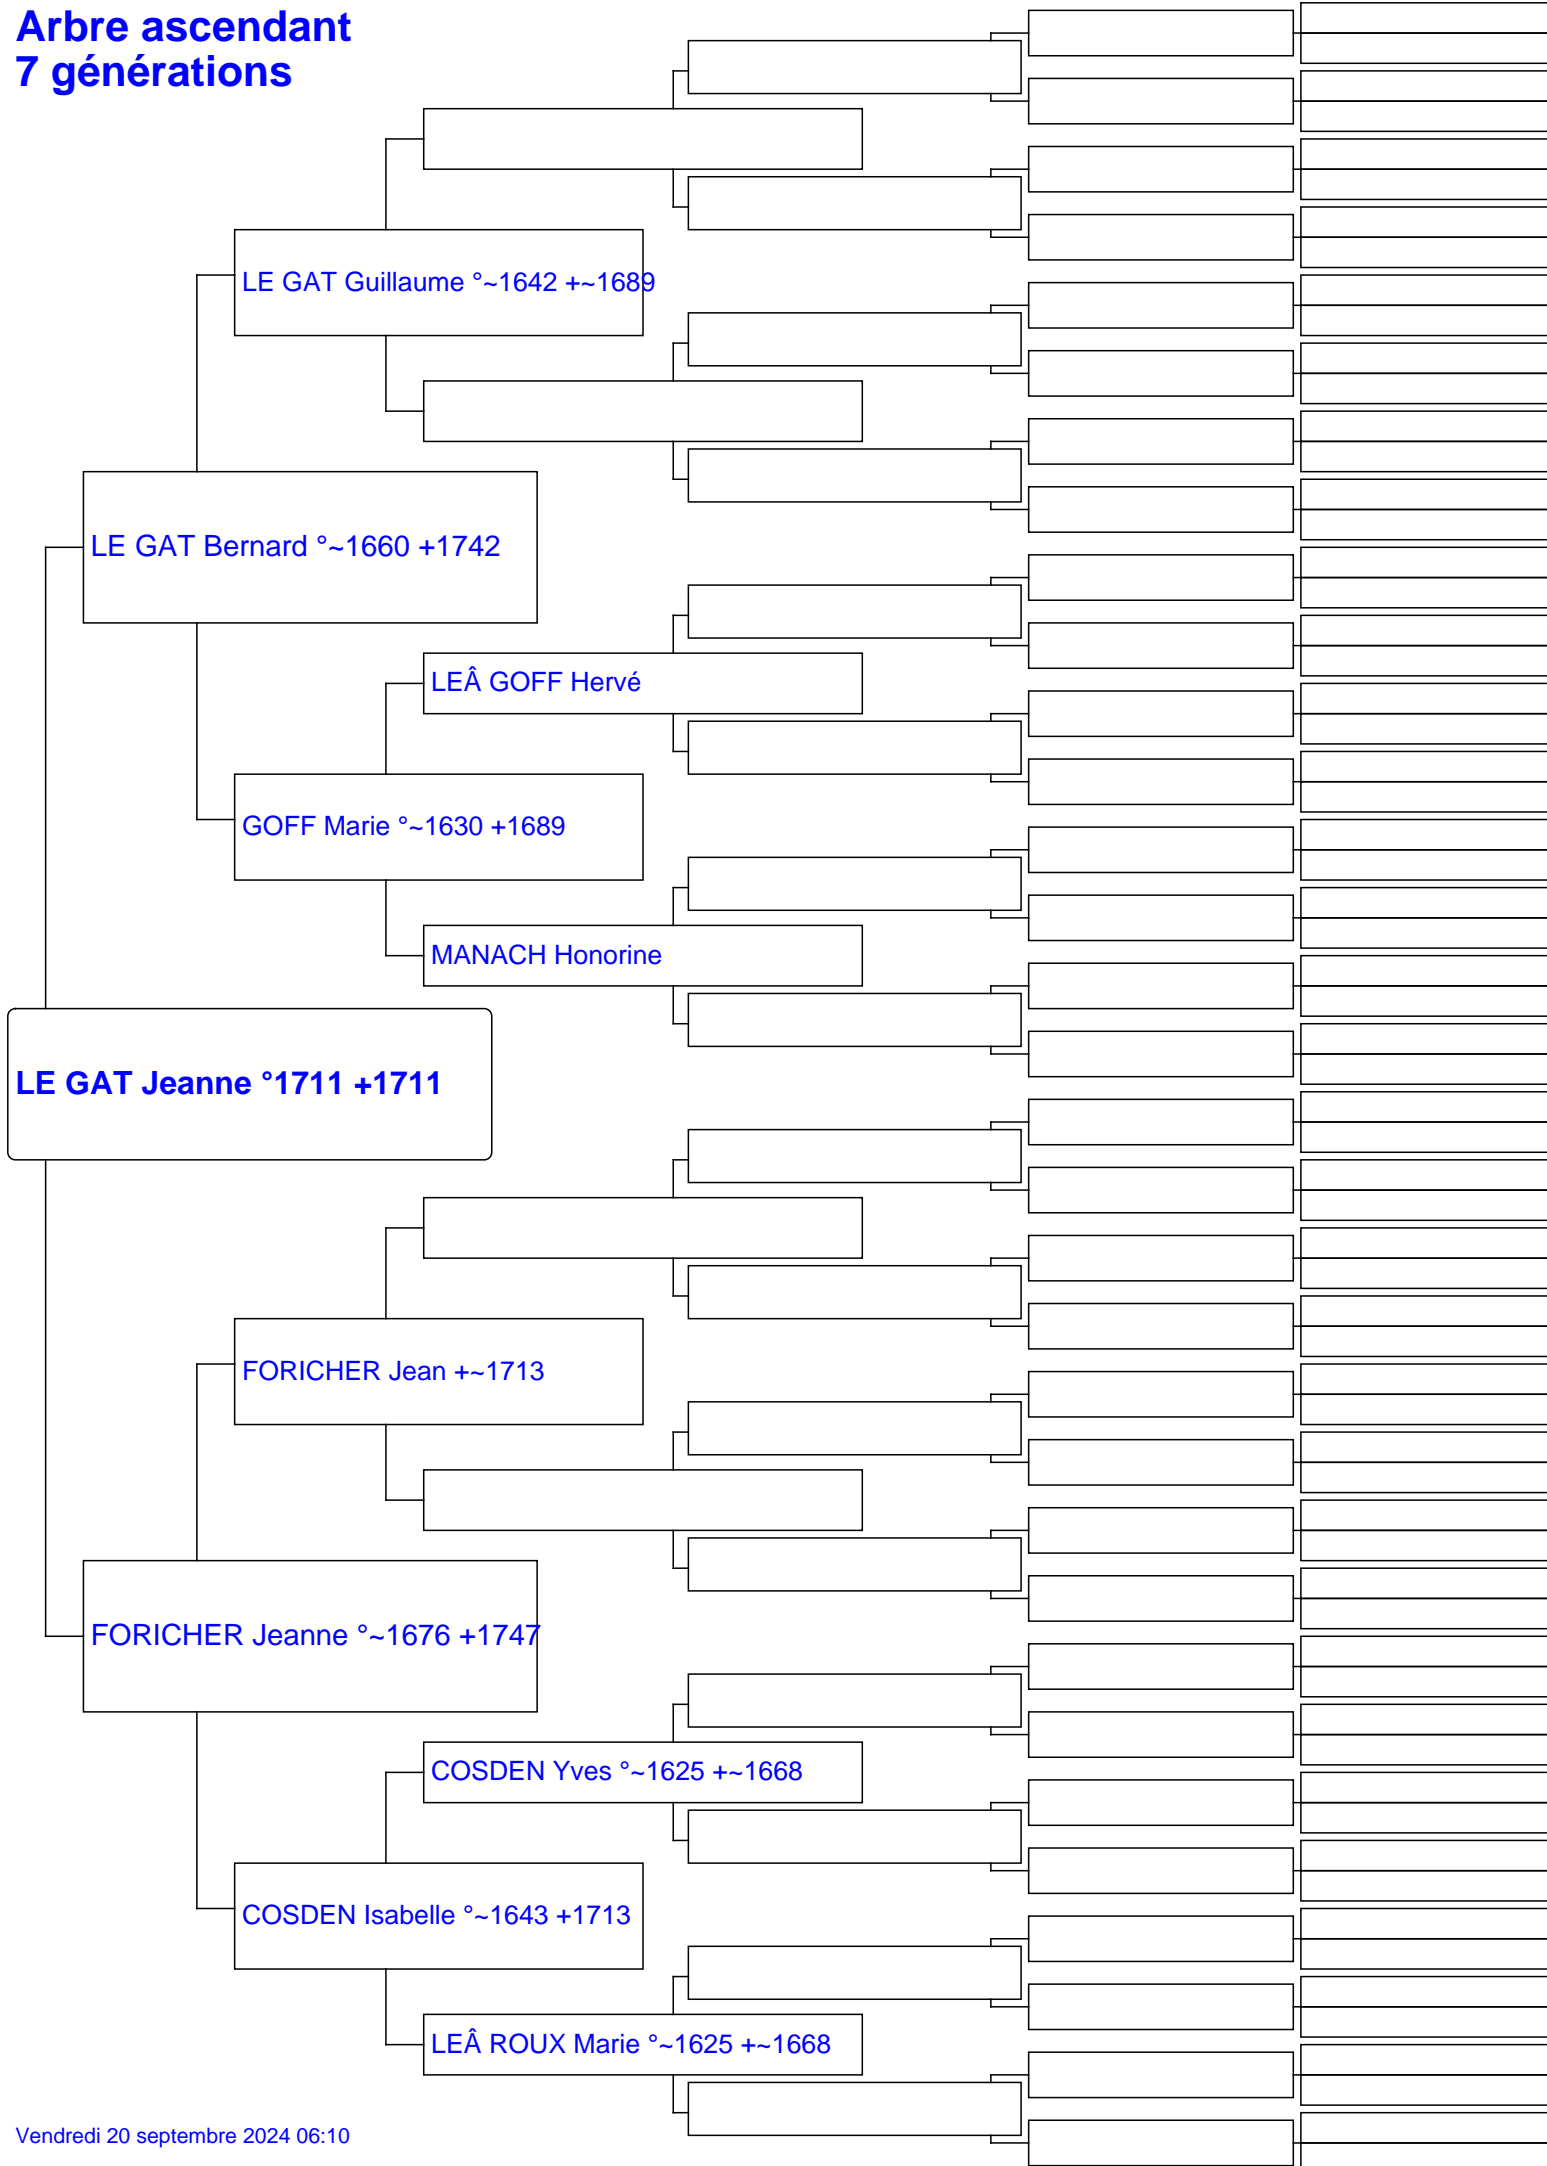 Arbre ascendant
7 générations
LE GAT Guillaume °~1642 +~1689
LE GAT Bernard °~1660 +1742
LEÂ GOFF Hervé
GOFF Marie °~1630 +1689
MANACH Honorine
LE GAT Jeanne °1711 +1711
FORICHER Jean +~1713
FORICHER Jeanne °~1676 +1747
COSDEN Yves °~1625 +~1668
COSDEN Isabelle °~1643 +1713
LEÂ ROUX Marie °~1625 +~1668
Vendredi 20 septembre 2024 06:10